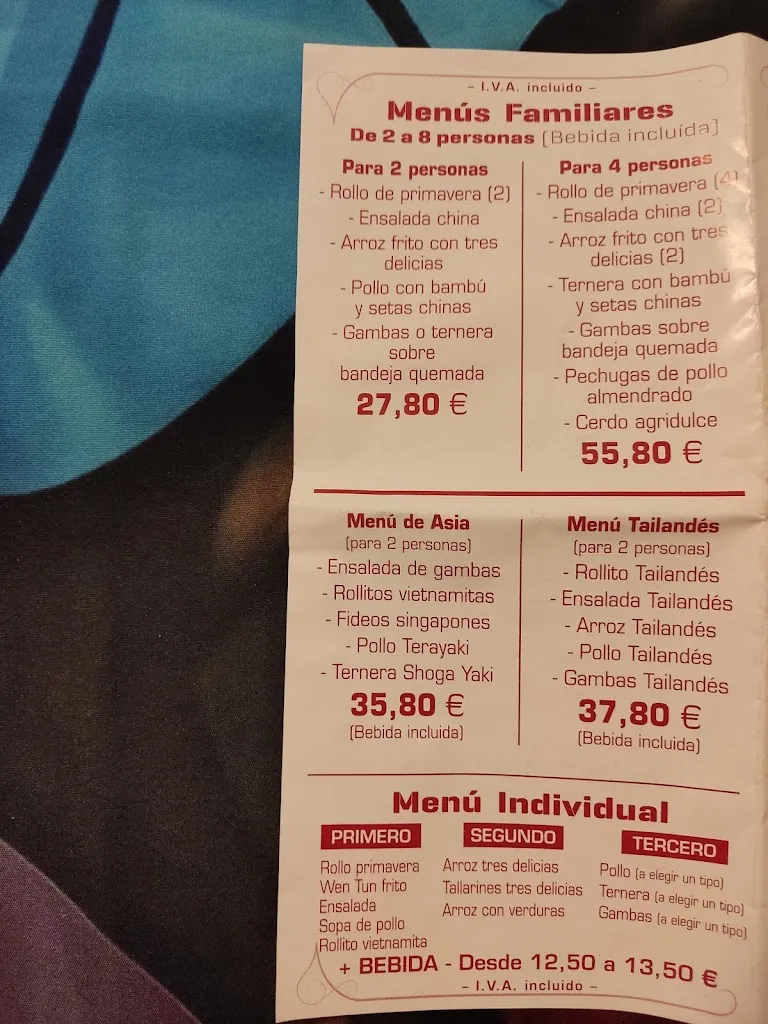 - I.V.A. incluido -
Menús Familiares
De 2 a 8 personas (Bebida incluída)
Para 2 personas
- Rollo de primavera (2)
- Ensalada china
- Arroz frito con tres
delicias
- Pollo con bambú
y setas chinas
- Gambas o ternera
sobre
bandeja quemada
27,80 €
Para 4 personas
- Rollo de primavera (4)
- Ensalada china (2)
- Arroz frito con tres
delicias (2)
- Ternera con bambú
y setas chinas
- Gambas sobre
bandeja quemada
- Pechugas de pollo
almendrado
- Cerdo agridulce
55,80 €
Menú de Asia
(para 2 personas)
- Ensalada de gambas
- Rollitos vietnamitas
- Fideos singapones
- Pollo Terayaki
- Ternera Shoga Yaki
35,80 €
(Bebida incluida)
Menú Tailandés
(para 2 personas)
- Rollito Tailandés
- Ensalada Tailandés
- Arroz Tailandés
- Pollo Tailandés
- Gambas Tailandés
37,80 €
(Bebida incluida)
Menú Individual
PRIMERO
Rollo primavera
Wen Tun frito
Ensalada
Sopa de pollo
Rollito vietnamita
SEGUNDO
Arroz tres delicias
Tallarines tres delicias
Arroz con verduras
TERCERO
Pollo (a elegir un tipo)
Ternera (a elegir un tipo)
Gambas (a elegir un tipo)
+ BEBIDA - Desde 12,50 a 13,50 €
- I.V.A. incluido -